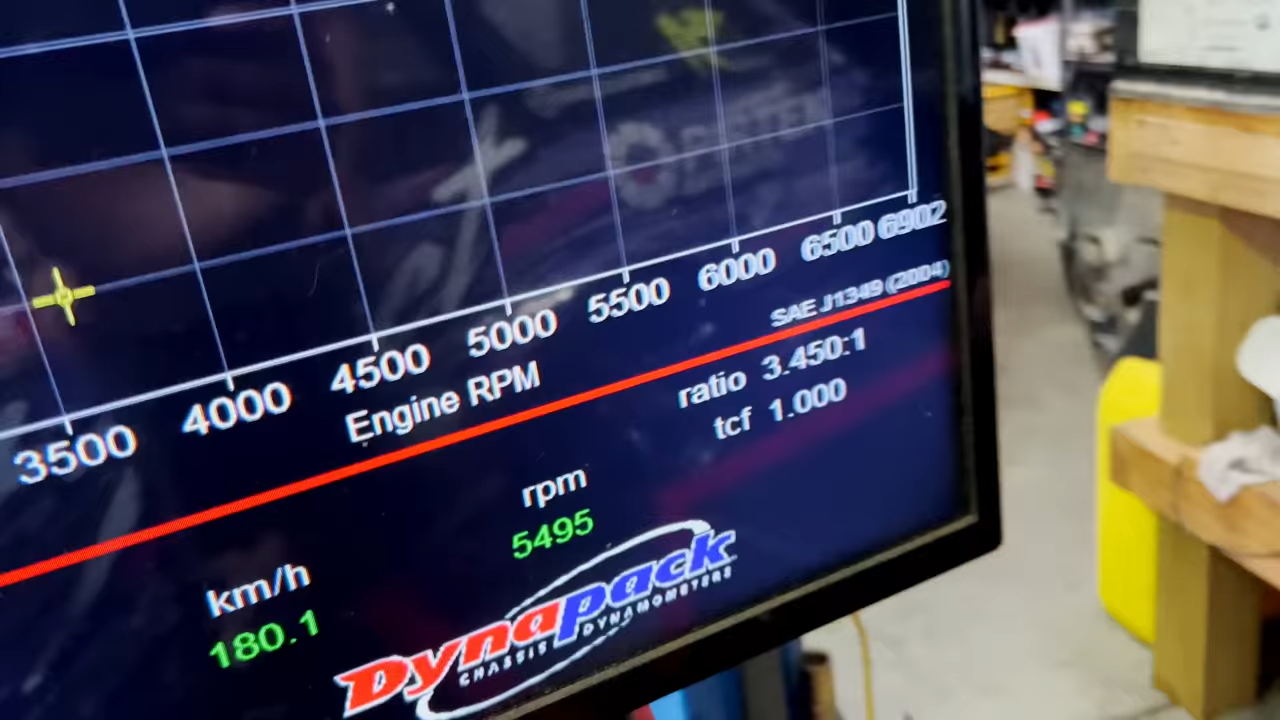 3500 4000 4500 5000 5500 6000 6500 6902
Engine RPM
SAE J1349 (2004)
ratio 3.450:1
tcf 1.000
rpm
5495
km/h
180.1
Dynapack
CHASSIS DYNAMOMETERS